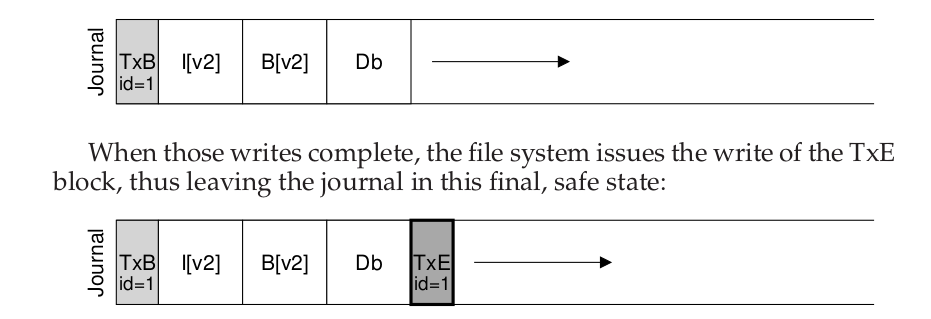 Journal
TxB
id=1
I[v2]
B[v2]
Db
When those writes complete, the file system issues the write of the TxE
block, thus leaving the journal in this final, safe state:
Journal
TxB
id=1
I[v2]
B[v2]
Db
TxE
id=1